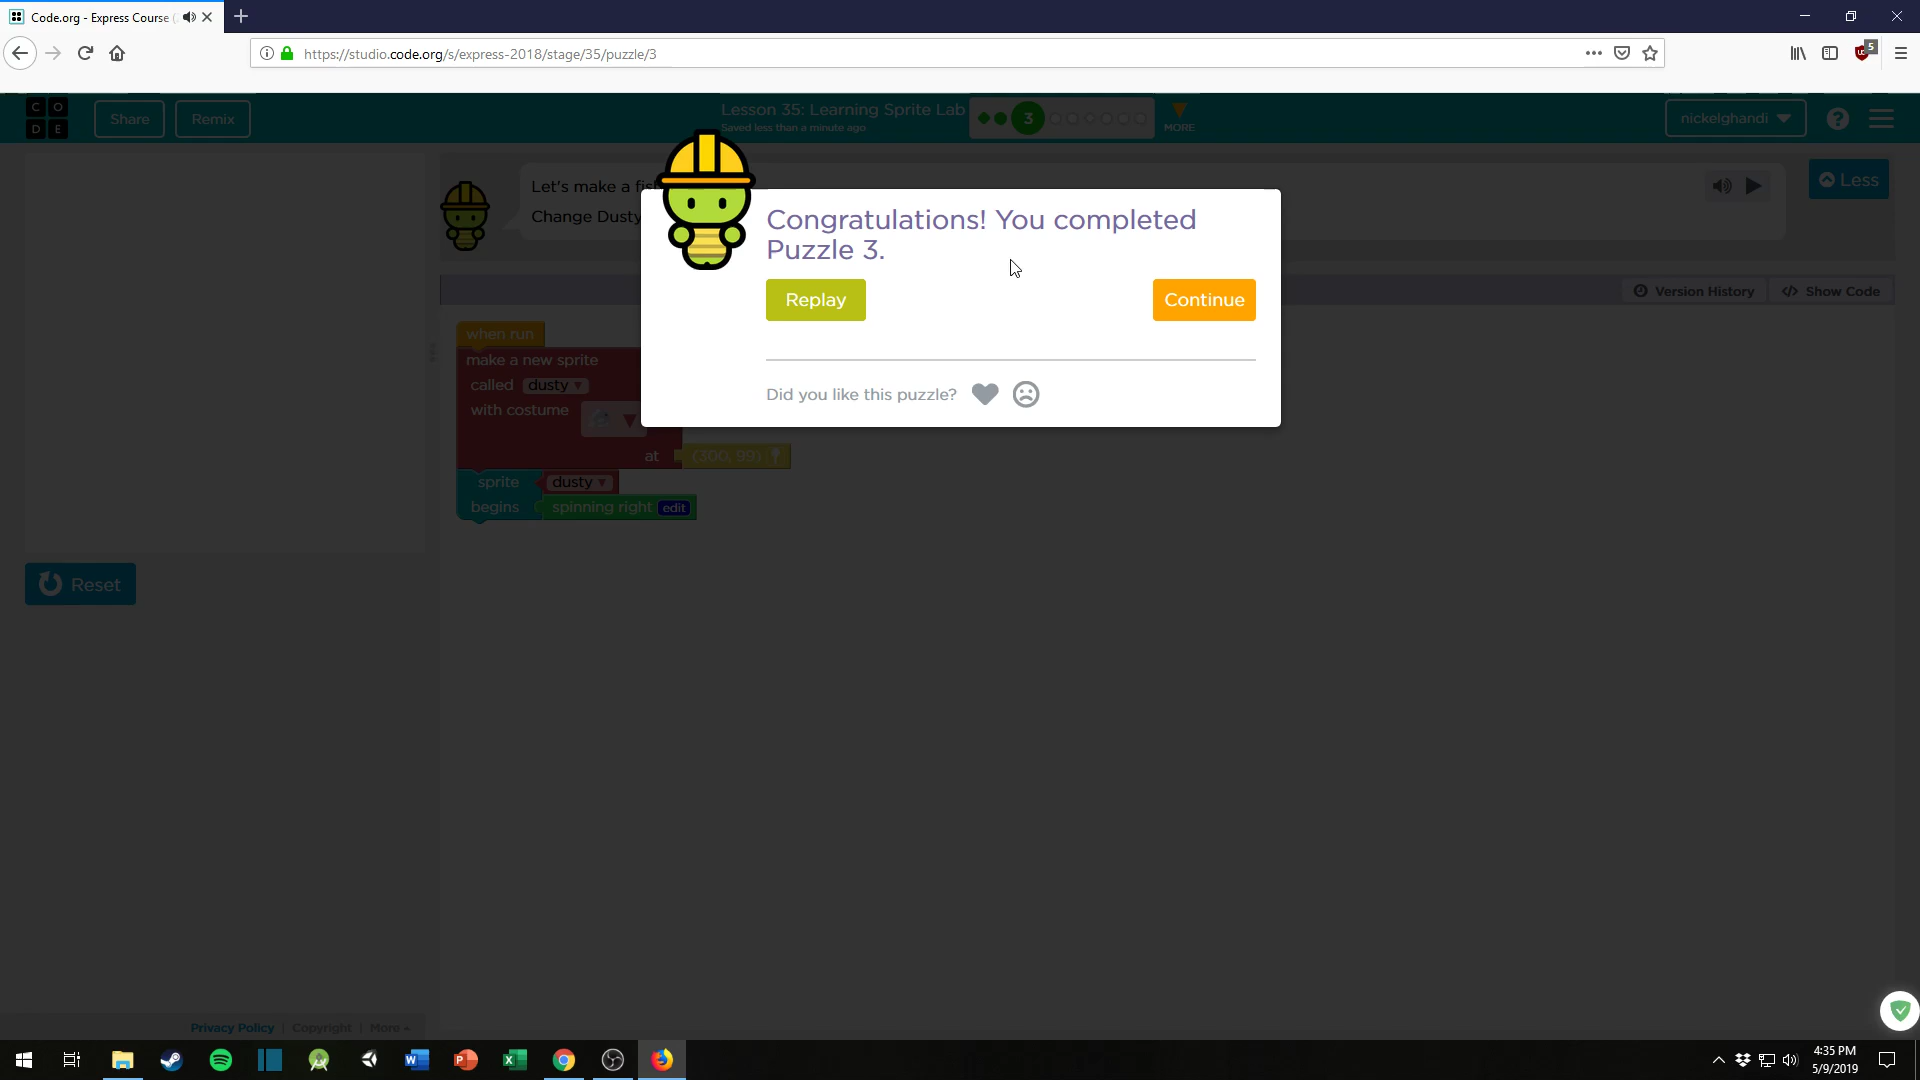 Code.org - Express Course (
https://studio.code.org/s/express-2018/stage/35/puzzle/3
5
C O
D E
Share
Remix
Lesson 35: Learning Sprite Lab
Saved less than a minute ago
3
MORE
nickelghandi
?
Let's make a fis
Change Dusty
Less
Congratulations! You completed
Puzzle 3.
Replay
Continue
Did you like this puzzle?
Version History
Show Code
when run
make a new sprite
called dusty
with costume
at (300, 99)
sprite dusty
begins spinning right edit
Reset
Privacy Policy | Copyright | More
4:35 PM
5/9/2019